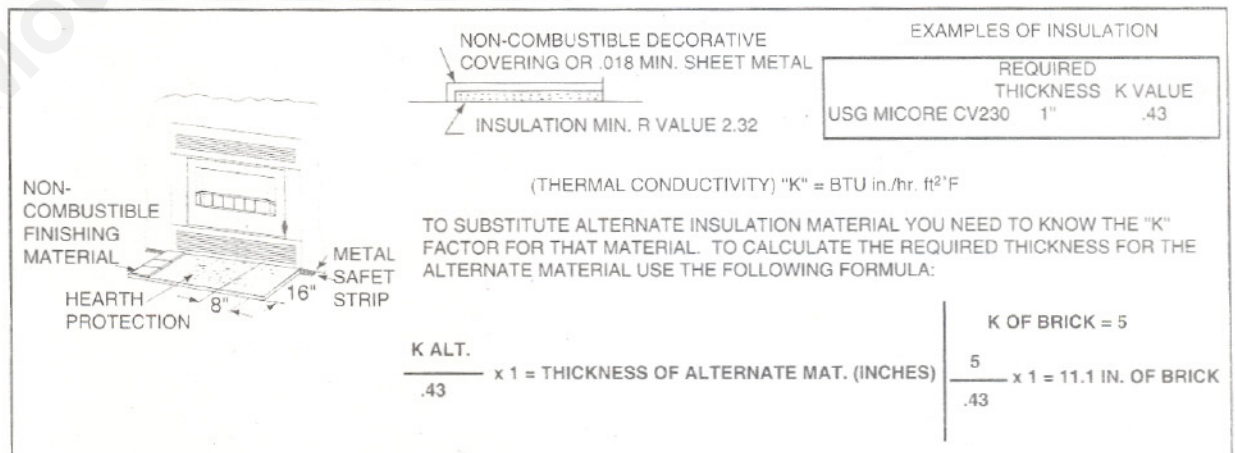 NON-COMBUSTIBLE DECORATIVE
COVERING OR .018 MIN. SHEET METAL
INSULATION MIN. R VALUE 2.32
EXAMPLES OF INSULATION
REQUIRED
THICKNESS K VALUE
USG MICORE CV230 1" .43
NON-
COMBUSTIBLE
FINISHING
MATERIAL
HEARTH
PROTECTION
8"
16"
METAL
SAFET
STRIP
(THERMAL CONDUCTIVITY) "K" = BTU in./hr. ft²°F
TO SUBSTITUTE ALTERNATE INSULATION MATERIAL YOU NEED TO KNOW THE "K"
FACTOR FOR THAT MATERIAL. TO CALCULATE THE REQUIRED THICKNESS FOR THE
ALTERNATE MATERIAL USE THE FOLLOWING FORMULA:
K ALT.
.43
x 1 = THICKNESS OF ALTERNATE MAT. (INCHES)
K OF BRICK = 5
5
.43
x 1 = 11.1 IN. OF BRICK